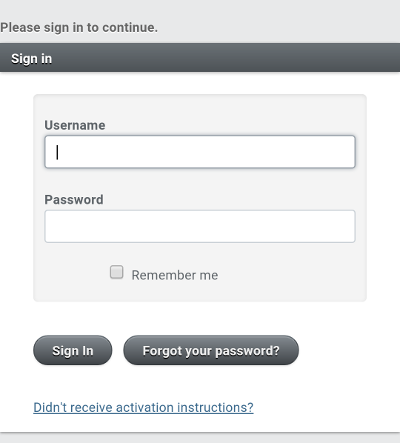 Please sign in to continue.
Sign in
Username
Password
Remember me
Sign In
Forgot your password?
Didn't receive activation instructions?